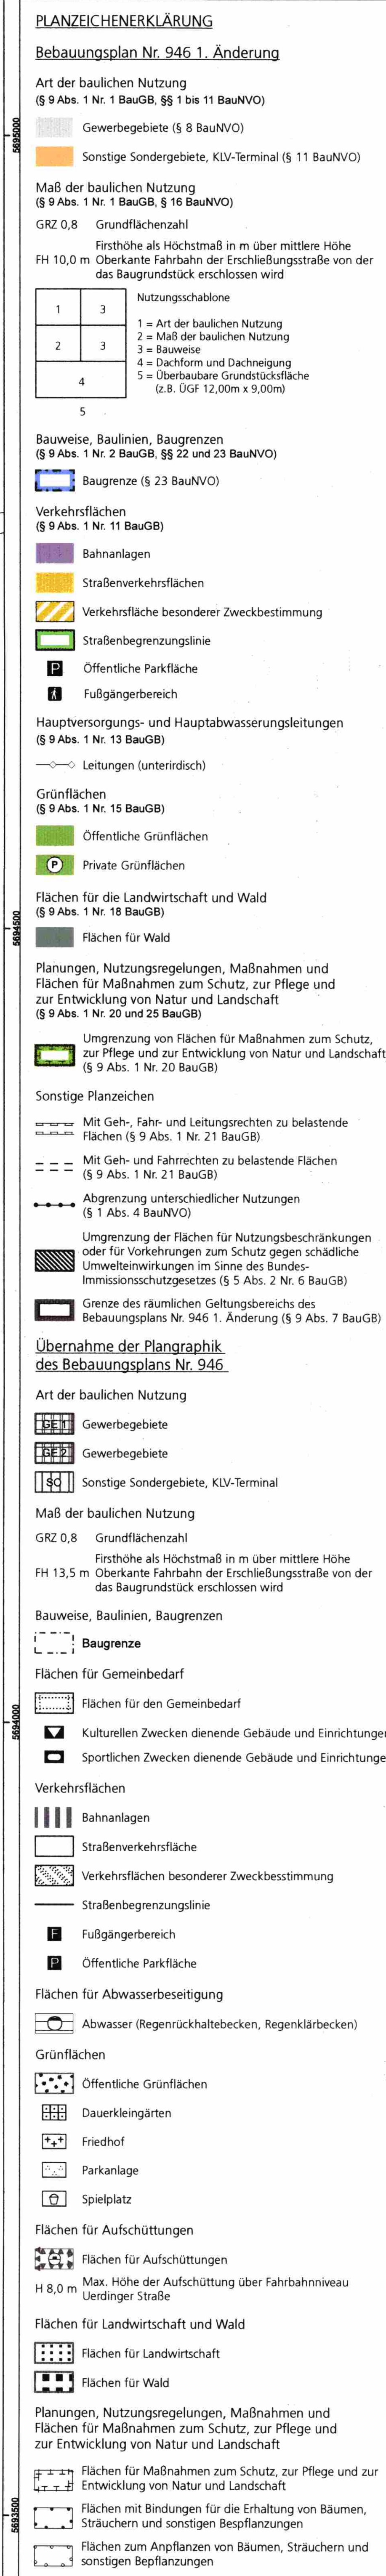 PLANZEICHENERKLÄRUNG
Bebauungsplan Nr. 946 1. Änderung
Art der baulichen Nutzung
(§ 9 Abs. 1 Nr. 1 BauGB, §§ 1 bis 11 BauNVO)
5695000
Gewerbegebiete (§ 8 BauNVO)
Sonstige Sondergebiete, KLV-Terminal (§ 11 BauNVO)
Maß der baulichen Nutzung
(§ 9 Abs. 1 Nr. 1 BauGB, § 16 BauNVO)
GRZ 0,8 Grundflächenzahl
Firsthöhe als Höchstmaß in m über mittlere Höhe
FH 10,0 m Oberkante Fahrbahn der Erschließungsstraße von der
das Baugrundstück erschlossen wird
Nutzungsschablone
1 3
1 = Art der baulichen Nutzung
2 = Maß der baulichen Nutzung
2 3
3 = Bauweise
4 = Dachform und Dachneigung
4
5 = Überbaubare Grundstücksfläche
(z.B. ÜGF 12,00m x 9,00m)
5
Bauweise, Baulinien, Baugrenzen
(§ 9 Abs. 1 Nr. 2 BauGB, §§ 22 und 23 BauNVO)
Baugrenze (§ 23 BauNVO)
Verkehrsflächen
(§ 9 Abs. 1 Nr. 11 BauGB)
Bahnanlagen
Straßenverkehrsflächen
Verkehrsfläche besonderer Zweckbestimmung
Straßenbegrenzungslinie
P Öffentliche Parkfläche
Fußgängerbereich
Hauptversorgungs- und Hauptabwasserungsleitungen
(§ 9 Abs. 1 Nr. 13 BauGB)
Leitungen (unterirdisch)
Grünflächen
(§ 9 Abs. 1 Nr. 15 BauGB)
Öffentliche Grünflächen
P Private Grünflächen
Flächen für die Landwirtschaft und Wald
(§ 9 Abs. 1 Nr. 18 BauGB)
5694500
Flächen für Wald
Planungen, Nutzungsregelungen, Maßnahmen und
Flächen für Maßnahmen zum Schutz, zur Pflege und
zur Entwicklung von Natur und Landschaft
(§ 9 Abs. 1 Nr. 20 und 25 BauGB)
Umgrenzung von Flächen für Maßnahmen zum Schutz,
zur Pflege und zur Entwicklung von Natur und Landschaft
(§ 9 Abs. 1 Nr. 20 BauGB)
Sonstige Planzeichen
Mit Geh-, Fahr- und Leitungsrechten zu belastende
Flächen (§ 9 Abs. 1 Nr. 21 BauGB)
Mit Geh- und Fahrrechten zu belastende Flächen
(§ 9 Abs. 1 Nr. 21 BauGB)
Abgrenzung unterschiedlicher Nutzungen
(§ 1 Abs. 4 BauNVO)
Umgrenzung der Flächen für Nutzungsbeschränkungen
oder für Vorkehrungen zum Schutz gegen schädliche
Umwelteinwirkungen im Sinne des Bundes-
Immissionsschutzgesetzes (§ 5 Abs. 2 Nr. 6 BauGB)
Grenze des räumlichen Geltungsbereichs des
Bebauungsplans Nr. 946 1. Änderung (§ 9 Abs. 7 BauGB)
Übernahme der Plangraphik
des Bebauungsplans Nr. 946
Art der baulichen Nutzung
GE 1 Gewerbegebiete
GE 2 Gewerbegebiete
SO Sonstige Sondergebiete, KLV-Terminal
Maß der baulichen Nutzung
GRZ 0,8 Grundflächenzahl
Firsthöhe als Höchstmaß in m über mittlere Höhe
FH 13,5 m Oberkante Fahrbahn der Erschließungsstraße von der
das Baugrundstück erschlossen wird
Bauweise, Baulinien, Baugrenzen
Baugrenze
Flächen für Gemeinbedarf
Flächen für den Gemeinbedarf
5694000
Kulturellen Zwecken dienende Gebäude und Einrichtungen
Sportlichen Zwecken dienende Gebäude und Einrichtunge
Verkehrsflächen
Bahnanlagen
Straßenverkehrsfläche
Verkehrsflächen besonderer Zweckbesstimmung
Straßenbegrenzungslinie
F Fußgängerbereich
P Öffentliche Parkfläche
Flächen für Abwasserbeseitigung
Abwasser (Regenrückhaltebecken, Regenklärbecken)
Grünflächen
Öffentliche Grünflächen
Dauerkleingärten
Friedhof
Parkanlage
Spielplatz
Flächen für Aufschüttungen
Flächen für Aufschüttungen
H 8,0 m Max. Höhe der Aufschüttung über Fahrbahnniveau
Uerdinger Straße
Flächen für Landwirtschaft und Wald
Flächen für Landwirtschaft
Flächen für Wald
Planungen, Nutzungsregelungen, Maßnahmen und
Flächen für Maßnahmen zum Schutz, zur Pflege und
zur Entwicklung von Natur und Landschaft
Flächen für Maßnahmen zum Schutz, zur Pflege und zur
Entwicklung von Natur und Landschaft
5693500
Flächen mit Bindungen für die Erhaltung von Bäumen,
Sträuchern und sonstigen Bespflanzungen
Flächen zum Anpflanzen von Bäumen, Sträuchern und
sonstigen Bepflanzungen